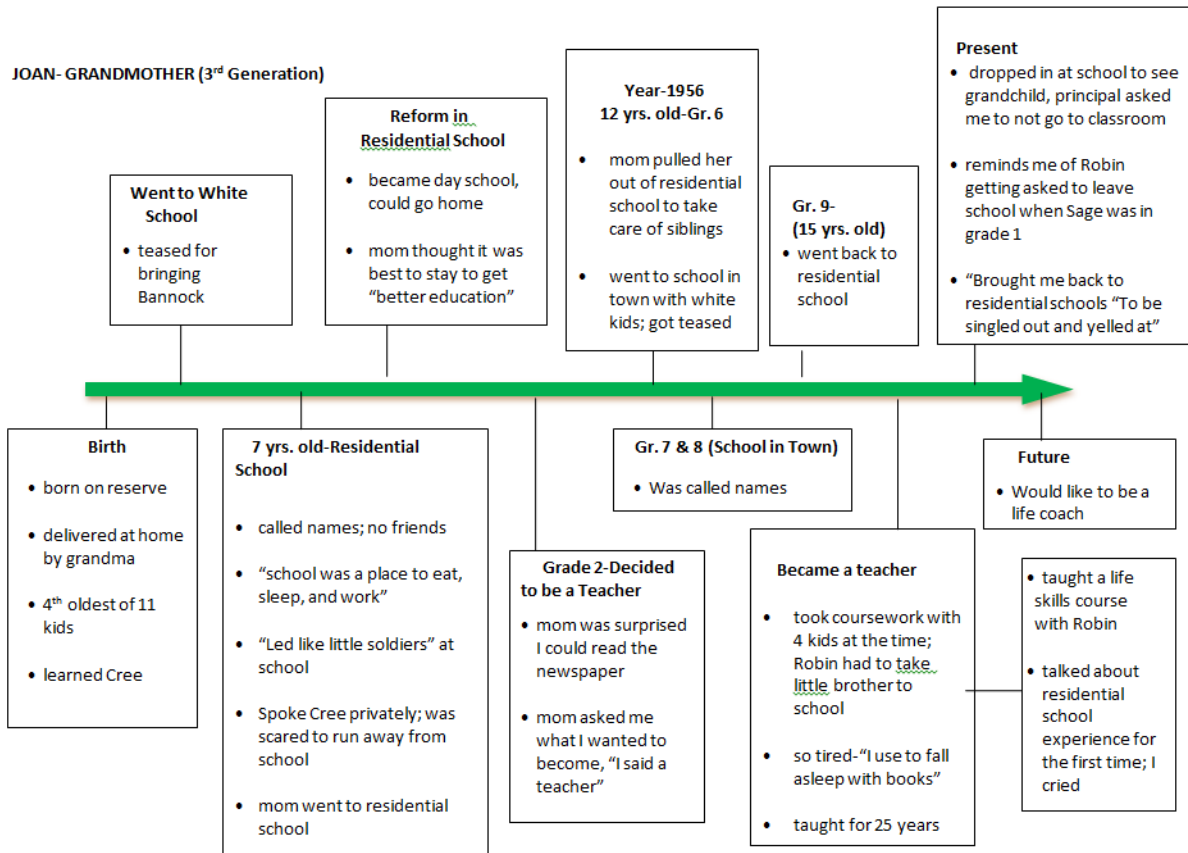 JOAN- GRANDMOTHER (3rd Generation)
Went to White
School
• teased for
bringing
Bannock
Reform in
Residential School
• became day school,
could go home
• mom thought it was
best to stay to get
“better education”
Year-1956
12 yrs. old-Gr. 6
• mom pulled her
out of residential
school to take
care of siblings
• went to school in
town with white
kids; got teased
Gr. 9-
(15 yrs. old)
• went back to
residential
school
Present
• dropped in at school to see
grandchild, principal asked
me to not go to classroom
• reminds me of Robin
getting asked to leave
school when Sage was in
grade 1
• “Brought me back to
residential schools “To be
singled out and yelled at”
Birth
• born on reserve
• delivered at home
by grandma
• 4th oldest of 11
kids
• learned Cree
7 yrs. old-Residential
School
• called names; no friends
• “school was a place to eat,
sleep, and work”
• “Led like little soldiers” at
school
• Spoke Cree privately; was
scared to run away from
school
• mom went to residential
school
Grade 2-Decided
to be a Teacher
• mom was surprised
I could read the
newspaper
• mom asked me
what I wanted to
become, “I said a
teacher”
Gr. 7 & 8 (School in Town)
• Was called names
Became a teacher
• took coursework with
4 kids at the time;
Robin had to take
little brother to
school
• so tired-“I use to fall
asleep with books”
• taught for 25 years
• taught a life
skills course
with Robin
• talked about
residential
school
experience for
the first time; I
cried
Future
• Would like to be a
life coach